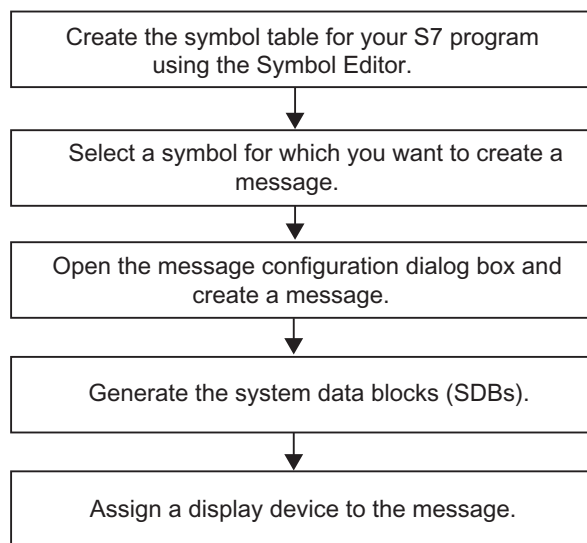 Create the symbol table for your S7 program
using the Symbol Editor.
Select a symbol for which you want to create a
message.
Open the message configuration dialog box and
create a message.
Generate the system data blocks (SDBs).
Assign a display device to the message.